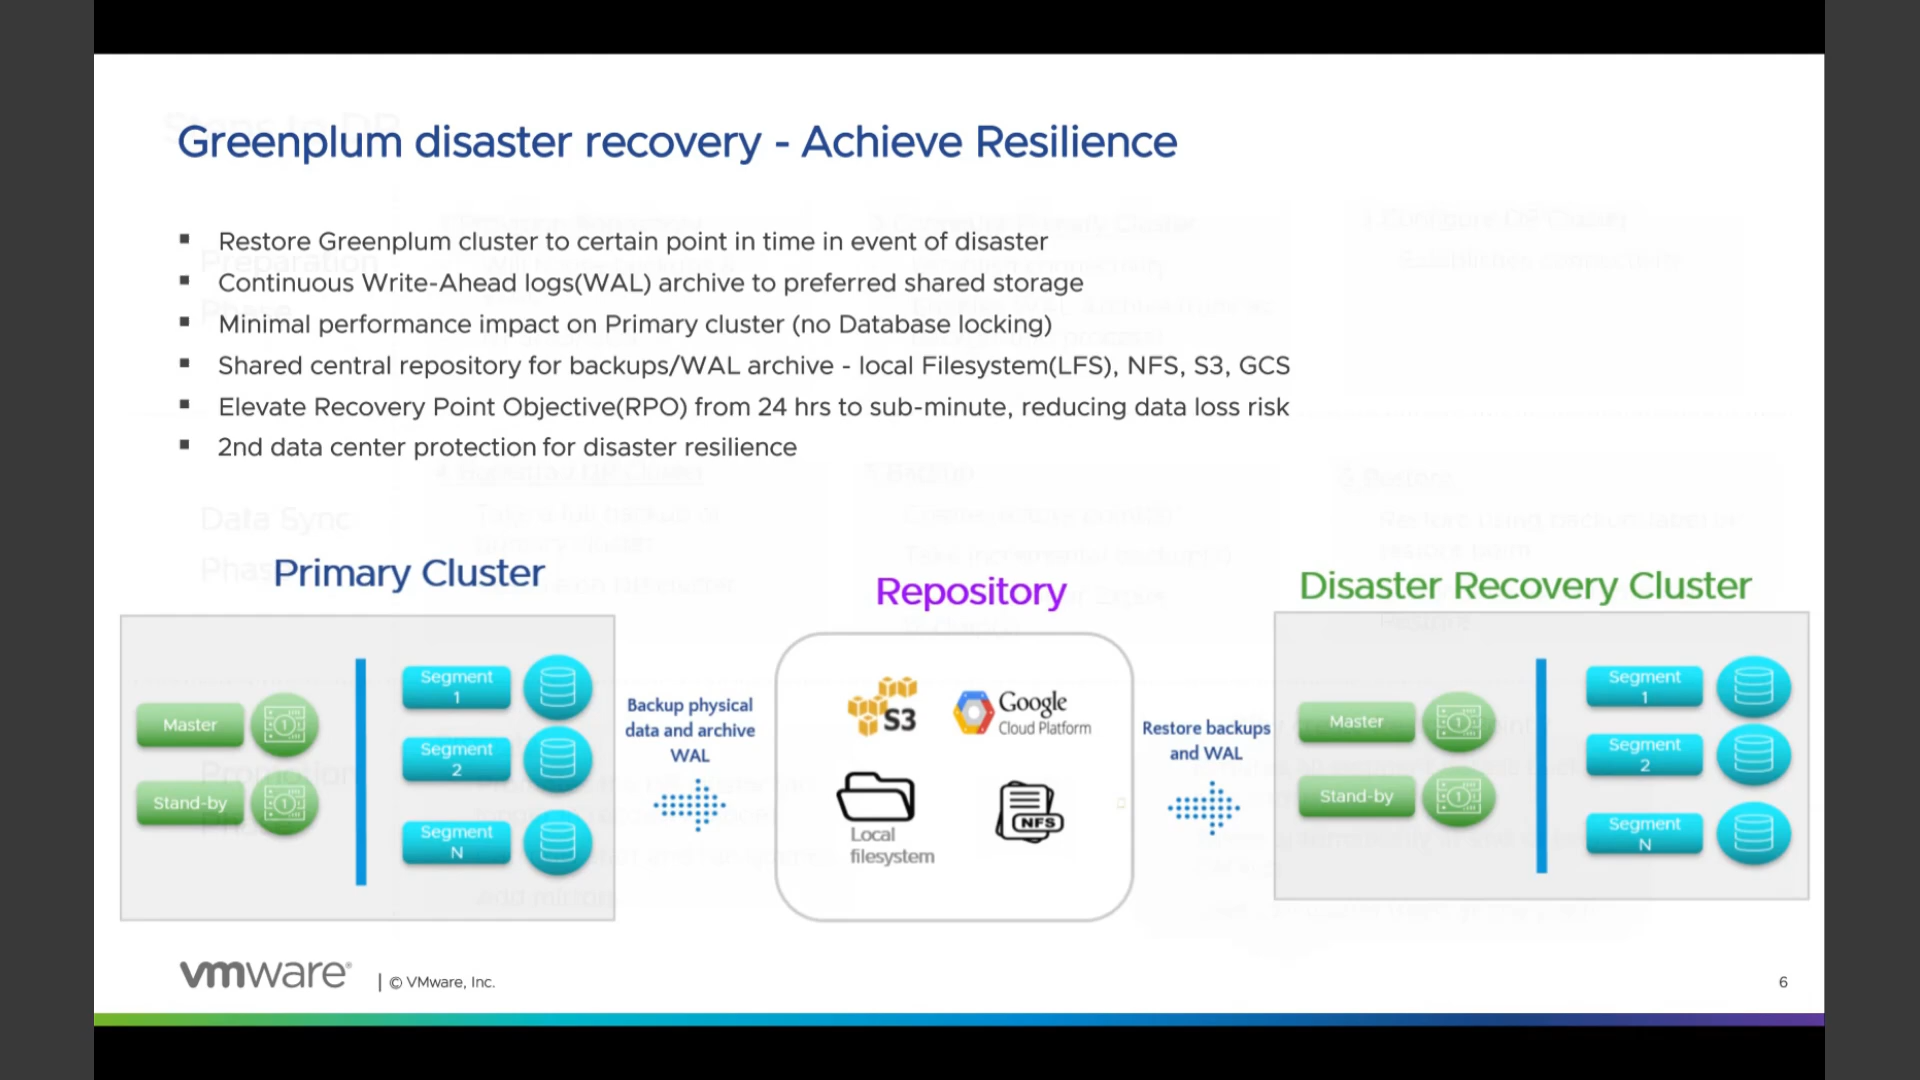 Greenplum disaster recovery - Achieve Resilience
Restore Greenplum cluster to certain point in time in event of disaster
Continuous Write-Ahead logs(WAL) archive to preferred shared storage
Minimal performance impact on Primary cluster (no Database locking)
Shared central repository for backups/WAL archive - local Filesystem(LFS), NFS, S3, GCS
Elevate Recovery Point Objective(RPO) from 24 hrs to sub-minute, reducing data loss risk
2nd data center protection for disaster resilience
Primary Cluster
Master
Stand-by
Segment
1
Segment
2
Segment
N
Backup physical
data and archive
WAL
Repository
S3
Google
Cloud Platform
Local
filesystem
NFS
Restore backups
and WAL
Disaster Recovery Cluster
Master
Stand-by
Segment
1
Segment
2
Segment
N
vmware®
| © VMware, Inc.
6
Preparation
Data Sync